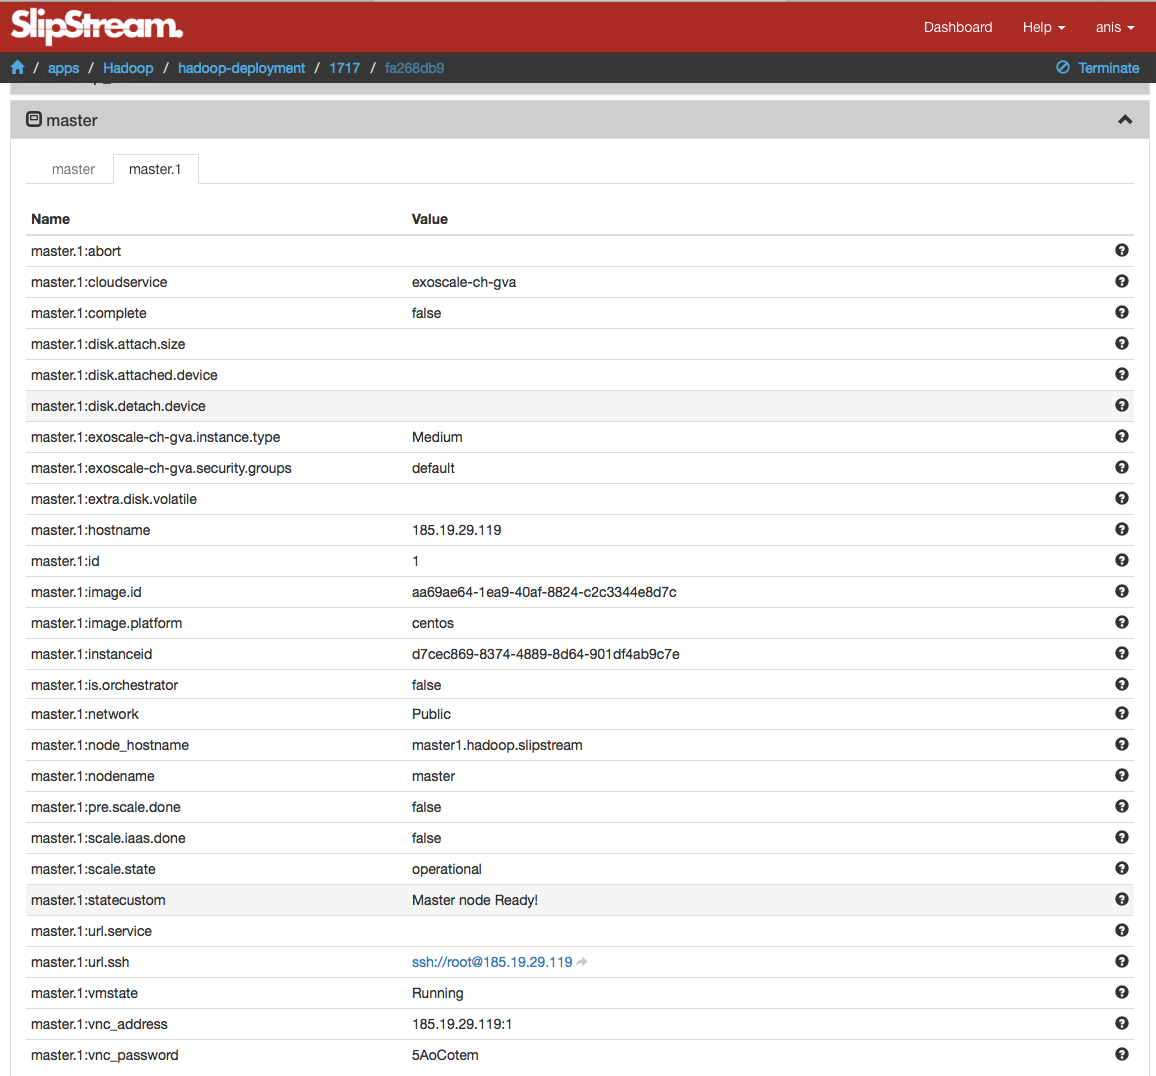 SlipStream.
Dashboard Help anis
/ apps / Hadoop / hadoop-deployment / 1717 / fa268db9 Terminate
master
master master.1
Name Value
master.1:abort
master.1:cloudservice exoscale-ch-gva
master.1:complete false
master.1:disk.attach.size
master.1:disk.attached.device
master.1:disk.detach.device
master.1:exoscale-ch-gva.instance.type Medium
master.1:exoscale-ch-gva.security.groups default
master.1:extra.disk.volatile
master.1:hostname 185.19.29.119
master.1:id 1
master.1:image.id aa69ae64-1ea9-40af-8824-c2c3344e8d7c
master.1:image.platform centos
master.1:instanceid d7cec869-8374-4889-8d64-901df4ab9c7e
master.1:is.orchestrator false
master.1:network Public
master.1:node_hostname master1.hadoop.slipstream
master.1:nodename master
master.1:pre.scale.done false
master.1:scale.iaas.done false
master.1:scale.state operational
master.1:statecustom Master node Ready!
master.1:url.service
master.1:url.ssh ssh://root@185.19.29.119
master.1:vmstate Running
master.1:vnc_address 185.19.29.119:1
master.1:vnc_password 5AoCotem